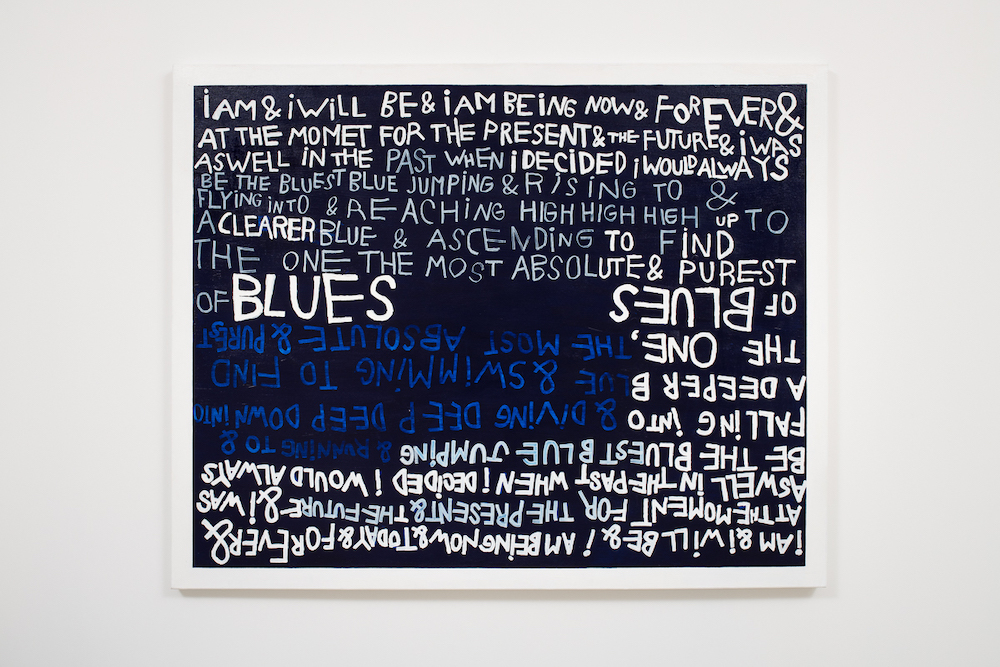 iAM & iWiLL BE & iAM BEiNG NOW & FOREVER &
AT THE MOMET FOR THE PRESENT & THE FUTURE & i WAS
ASWELL IN THE PAST WHEN i DECIDED i WOULD ALWAYS
BE THE BLUEST BLUE JUMPING & RiSiNG TO &
FLYiNG iNTO & REACHiNG HIGH HIGH HIGH UP TO
A CLEARER BLUE & ASCENDiNG TO FiND
THE ONE THE MOST ABSOLUTE & PUREST
OF BLUES
iAM & i WiLL BE & i AM BEiNG NOW & TODAY & FOREVER &
AT THE MOMENT FOR THE PRESENT & THE FUTURE & i WAS
ASWELL IN THE PAST WHEN i DECiDED i WOULD ALWAYS
BE THE BLUEST BLUE JUMPiNG & RUNNiNG TO &
FALLiNG iNTO & DiViNG DEEP DEEP DOWN iNTO
A DEEPER BLUE & SWiMMiNG TO FiND
THE ONE, THE MOST ABSOLUTE & PUREST
OF BLUES